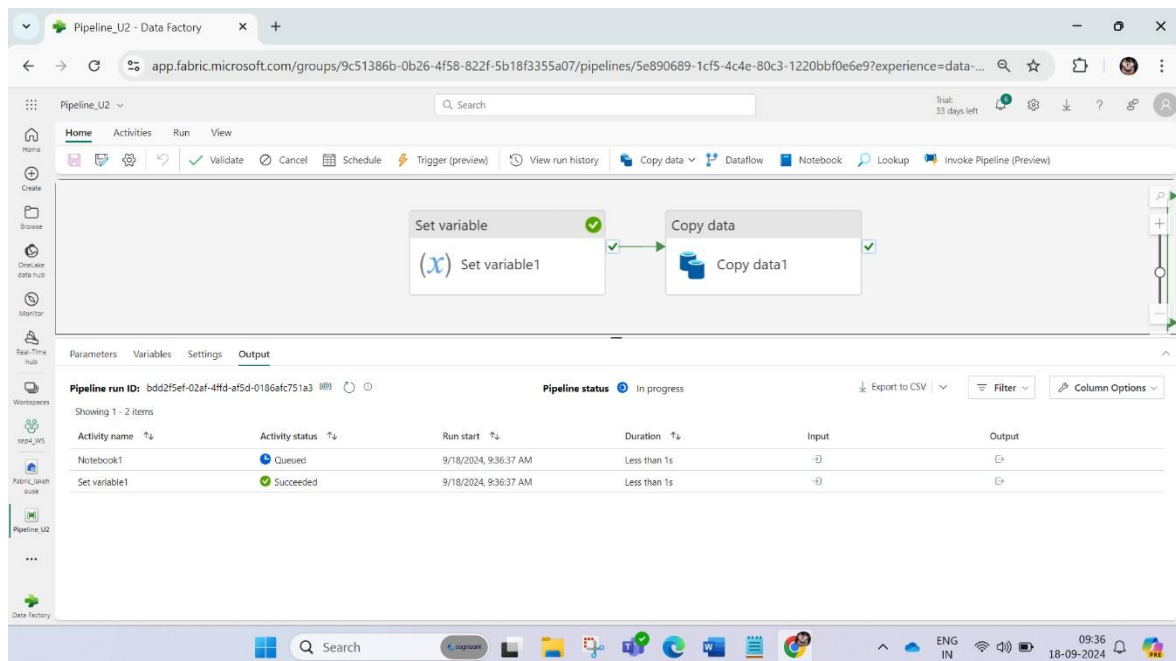 Pipeline_U2 - Data Factory
app.fabric.microsoft.com/groups/9c51386b-0b26-4f58-822f-5b18f3355a07/pipelines/5e890689-1cf5-4c4e-80c3-1220bbf0e6e9?experience=data-...
Pipeline_U2
Search
Trial:
33 days left
6
Home Activities Run View
Validate Cancel Schedule Trigger (preview) View run history Copy data Dataflow Notebook Lookup Invoke Pipeline (Preview)
Home
Create
Browse
OneLake
data hub
Monitor
Real-Time
hub
Workspaces
sep4_WS
Fabric_lakeh
ouse
Pipeline_U2
Data Factory
Set variable
(x) Set variable1
Copy data
Copy data1
Parameters Variables Settings Output
Pipeline run ID: bdd2f5ef-02af-4ffd-af5d-0186afc751a3
Pipeline status In progress
Export to CSV Filter Column Options
Showing 1 - 2 items
Activity name Activity status Run start Duration Input Output
Notebook1 Queued 9/18/2024, 9:36:37 AM Less than 1s
Set variable1 Succeeded 9/18/2024, 9:36:37 AM Less than 1s
Search
cognizant
ENG
IN
09:36
18-09-2024
PRE